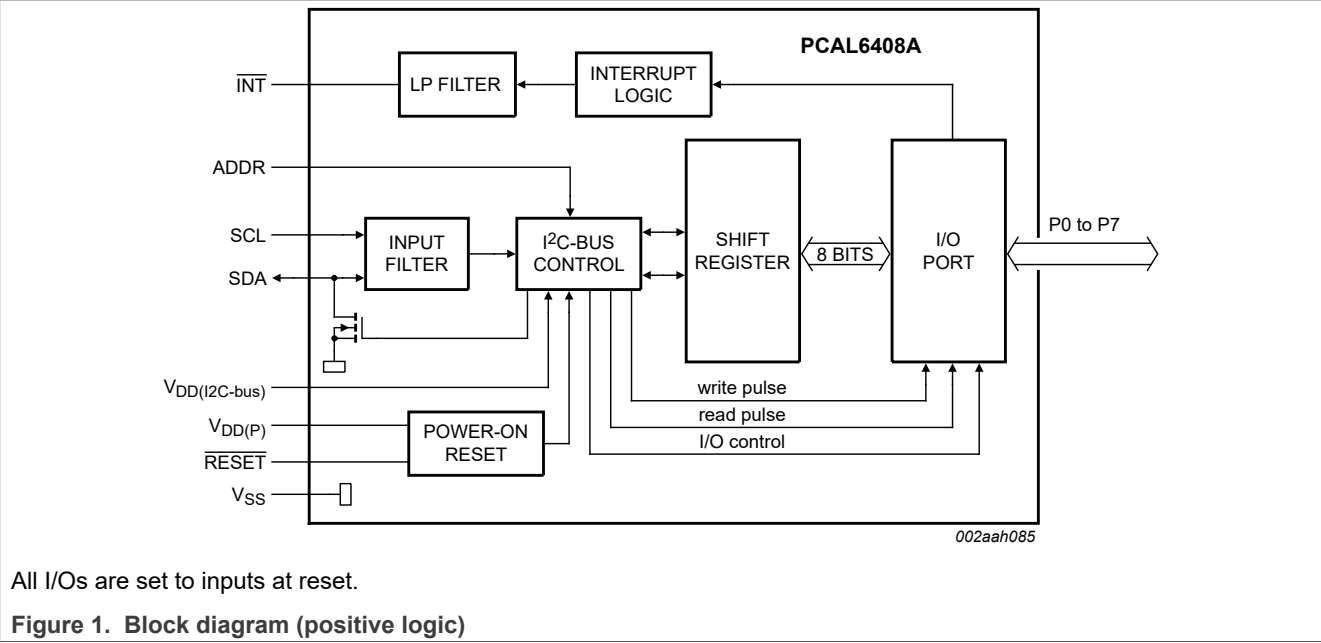 PCAL6408A
INT
LP FILTER
INTERRUPT
LOGIC
ADDR
SCL
SDA
INPUT
FILTER
I2C-BUS
CONTROL
SHIFT
REGISTER
8 BITS
I/O
PORT
P0 to P7
VDD(I2C-bus)
VDD(P)
RESET
VSS
POWER-ON
RESET
write pulse
read pulse
I/O control
002aah085
All I/Os are set to inputs at reset.
Figure 1. Block diagram (positive logic)